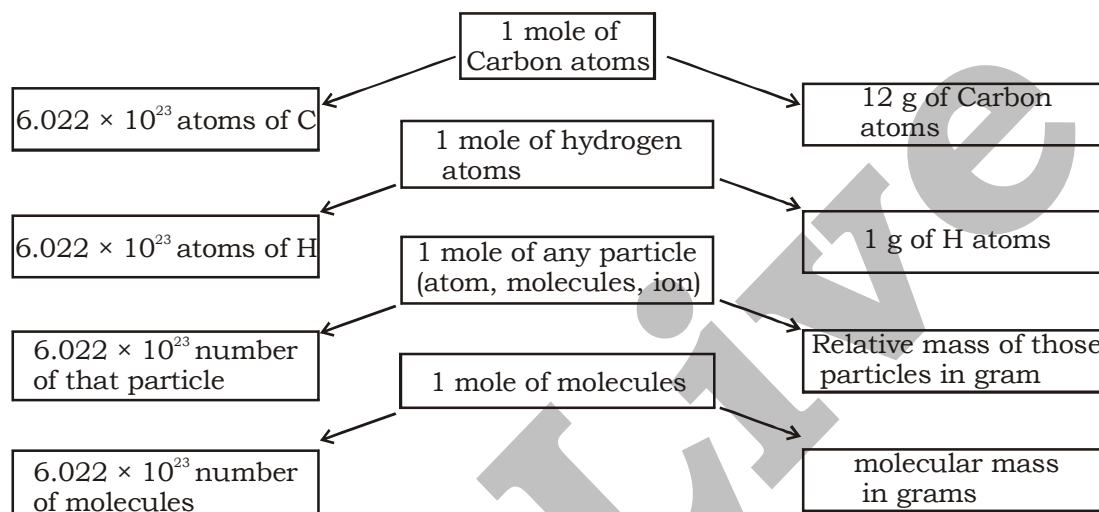 1 mole of
Carbon atoms
6.022 × 10²³ atoms of C
12 g of Carbon
atoms
1 mole of hydrogen
atoms
6.022 × 10²³ atoms of H
1 g of H atoms
1 mole of any particle
(atom, molecules, ion)
6.022 × 10²³ number
of that particle
Relative mass of those
particles in gram
1 mole of molecules
6.022 × 10²³ number
of molecules
molecular mass
in grams
Live